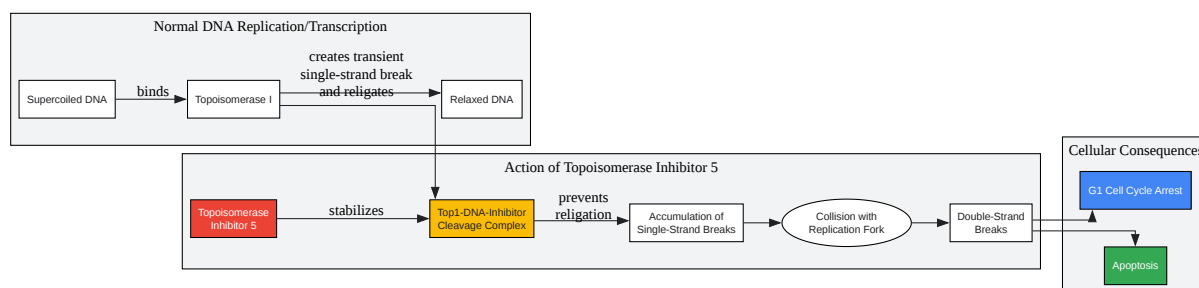 Normal DNA Replication/Transcription
Supercoiled DNA
binds
Topoisomerase I
creates transient
single-strand break
and religates
Relaxed DNA
Action of Topoisomerase Inhibitor 5
Topoisomerase
Inhibitor 5
stabilizes
Top1-DNA-Inhibitor
Cleavage Complex
prevents
religation
Accumulation of
Single-Strand Breaks
Collision with
Replication Fork
Double-Strand
Breaks
Cellular Consequences
G1 Cell Cycle Arrest
Apoptosis